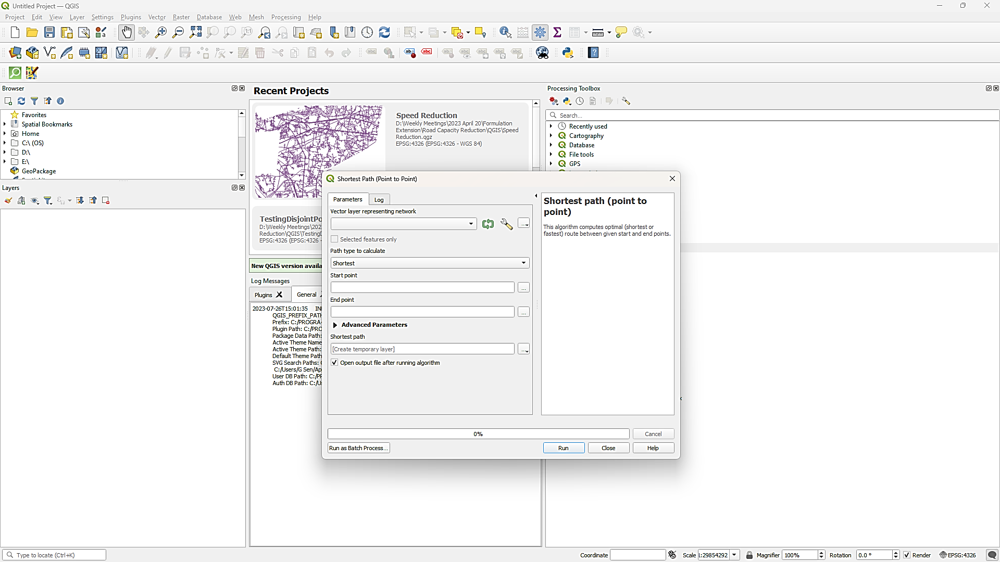 Untitled Project — QGIS
Project Edit View Layer Settings Plugins Vector Raster Database Web Mesh Processing Help
Browser
Favorites
Spatial Bookmarks
Home
C:\ (OS)
D:\
E:\
GeoPackage
Layers
Recent Projects
Speed Reduction
D:\Weekly Meetings\2023 April 20\Formulation
Extension\Road Capacity Reduction\QGIS\Speed
Reduction.qgz
EPSG:4326 (EPSG:4326 - WGS 84)
TestingDisjointPo
D:\Weekly Meetings\202
Reduction\QGIS\Testing
EPSG:4326 (EPSG:4326 -
New QGIS version availa
Log Messages
Plugins
General
2023-07-26T15:01:35 IN
QGIS_PREFIX_PATH
Prefix: C:/PROGRA
Plugin Path: C:/PRO
Package Data Path:
Active Theme Name
Active Theme Path:
Default Theme Path
SVG Search Paths:
C:/Users/G Sen/Ap
User DB Path: C:/P
Auth DB Path: C:/U
Processing Toolbox
Search...
Recently used
Cartography
Database
File tools
GPS
Shortest Path (Point to Point)
Parameters
Log
Vector layer representing network
Selected features only
Path type to calculate
Shortest
Start point
...
End point
...
Advanced Parameters
Shortest path
[Create temporary layer]
...
Open output file after running algorithm
Shortest path (point to
point)
This algorithm computes optimal (shortest or
fastest) route between given start and end points.
0%
Cancel
Run as Batch Process...
Run
Close
Help
Type to locate (Ctrl+K)
Coordinate
Scale 1:29854292
Magnifier 100%
Rotation 0.0 °
Render
EPSG:4326